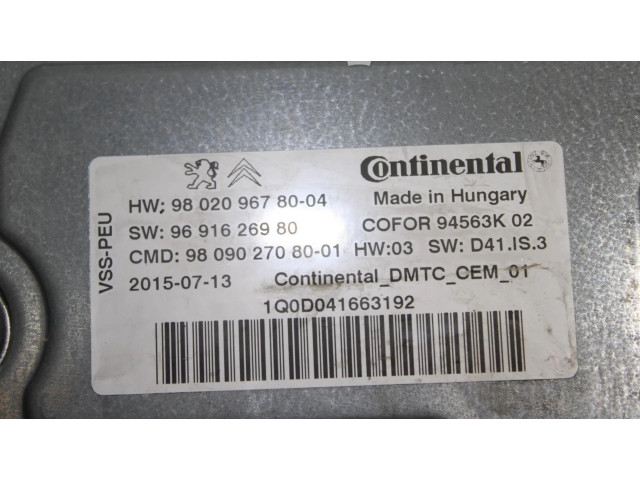 VSS-PEU
Continental
HW; 98 020 967 80-04
Made in Hungary
SW: 96 916 269 80
COFOR 94563K 02
CMD: 98 090 270 80-01 HW:03 SW: D41.IS.3
2015-07-13 Continental_DMTC_CEM_01
1Q0D041663192